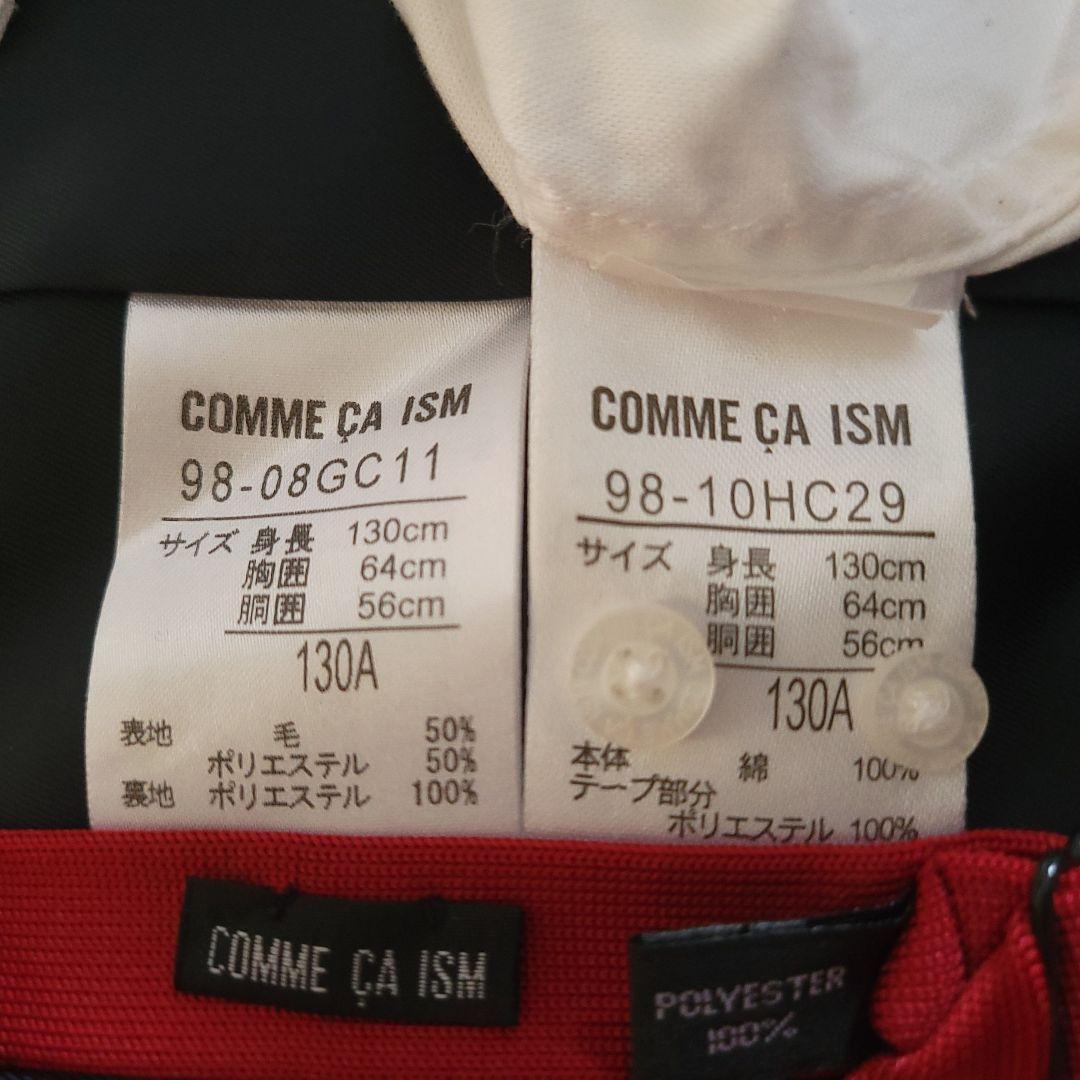 COMME ÇA ISM
98-08GC11
サイズ 身長 130cm
胸囲 64cm
胴囲 56cm
130A
表地 毛 50%
ポリエステル 50%
裏地 ポリエステル 100%
COMME ÇA ISM
98-10HC29
サイズ 身長 130cm
胸囲 64cm
胴囲 56cm
130A
本体 綿 100%
テープ部分
ポリエステル 100%
COMME ÇA ISM
POLYESTER
100%